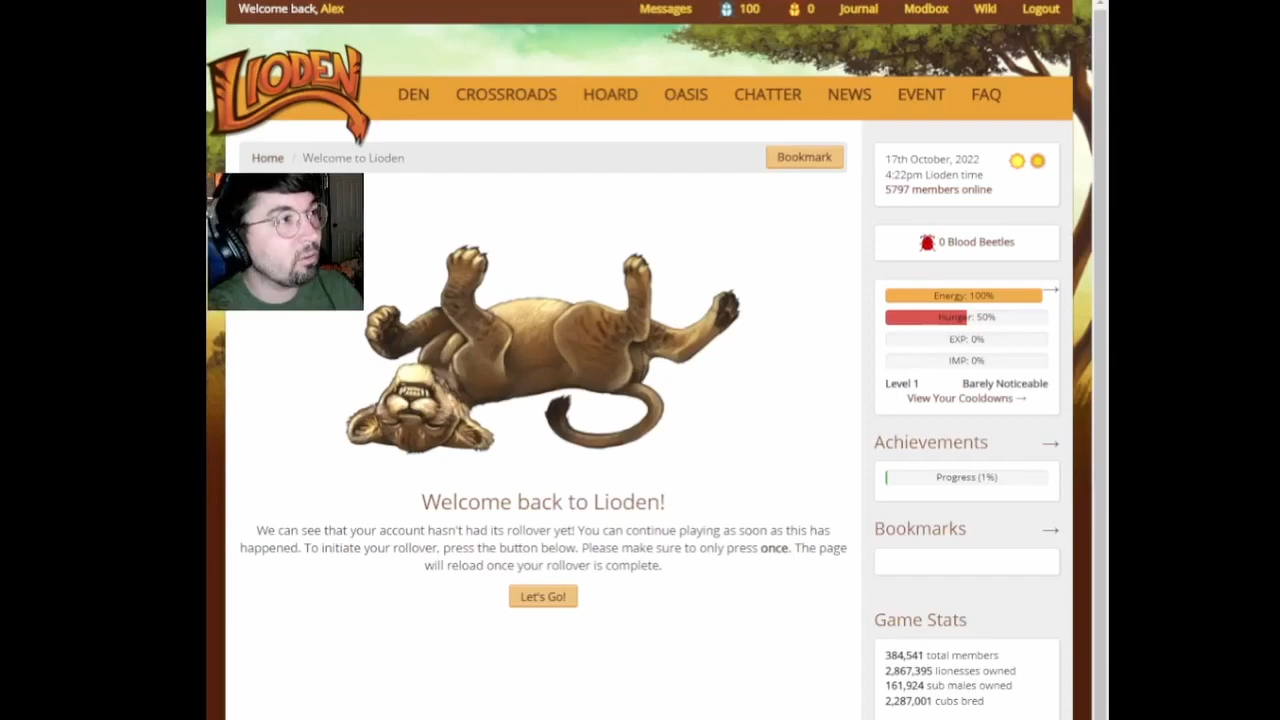 Welcome back, Alex
Messages 100 0 Journal Modbox Wiki Logout
LIODEN
DEN CROSSROADS HOARD OASIS CHATTER NEWS EVENT FAQ
Home / Welcome to Lioden
Bookmark
Welcome back to Lioden!
We can see that your account hasn't had its rollover yet! You can continue playing as soon as this has
happened. To initiate your rollover, press the button below. Please make sure to only press once. The page
will reload once your rollover is complete.
Let's Go!
17th October, 2022
4:22pm Lioden time
5797 members online
0 Blood Beetles
Energy: 100%
Hunger: 50%
EXP: 0%
IMP: 0%
Level 1 Barely Noticeable
View Your Cooldowns →
Achievements →
Progress (1%)
Bookmarks →
Game Stats
384,541 total members
2,867,395 lionesses owned
161,924 sub males owned
2,287,001 cubs bred